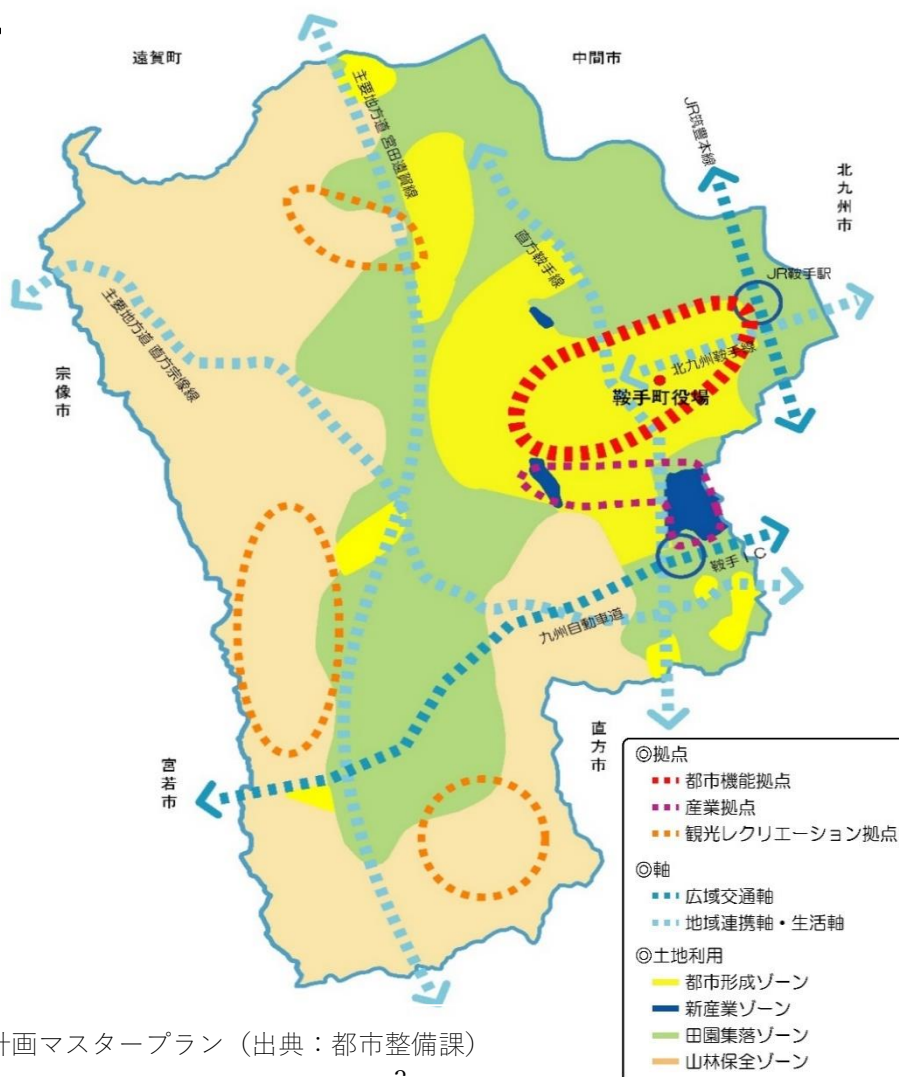 遠賀町
中間市
主要地方道 宮田遠賀線
JR筑豊本線
北九州市
直方鞍手線
JR鞍手駅
主要地方道 直方宗像線
北九州鞍手線
宗像市
鞍手町役場
鞍手IC
九州自動車道
直方市
宮若市
◎拠点
都市機能拠点
産業拠点
観光レクリエーション拠点
◎軸
広域交通軸
地域連携軸・生活軸
◎土地利用
都市形成ゾーン
新産業ゾーン
田園集落ゾーン
山林保全ゾーン
計画マスタープラン（出典：都市整備課）